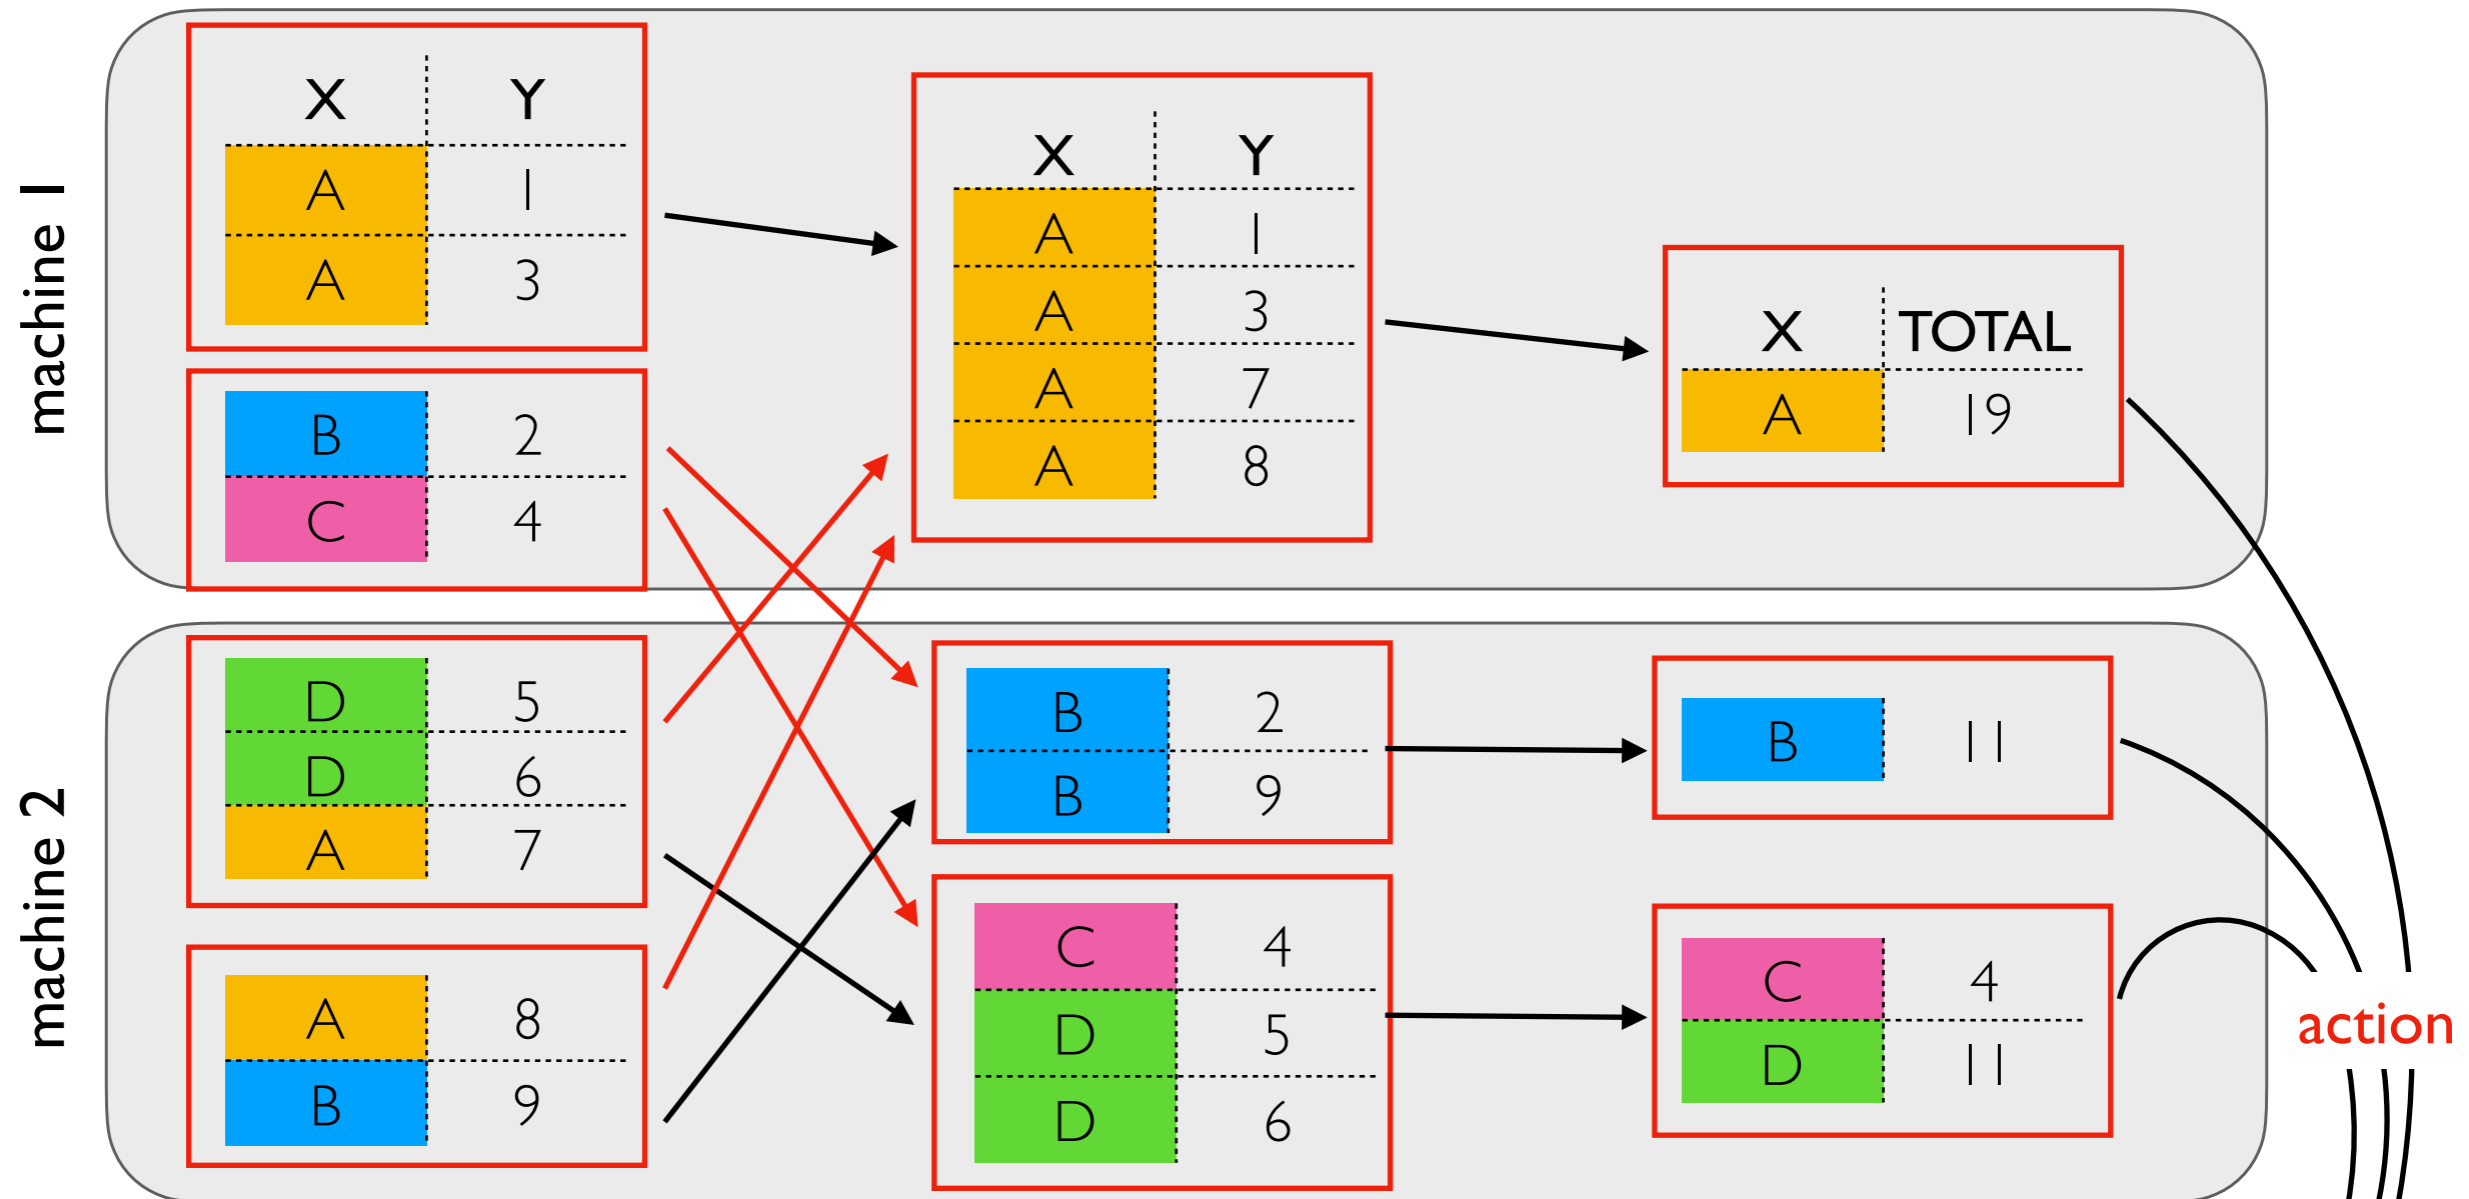 machine 1
X Y
A 1
A 3
B 2
C 4
X Y
A 1
A 3
A 7
A 8
X TOTAL
A 19
machine 2
D 5
D 6
A 7
A 8
B 9
B 2
B 9
C 4
D 5
D 6
B 11
C 4
D 11
action